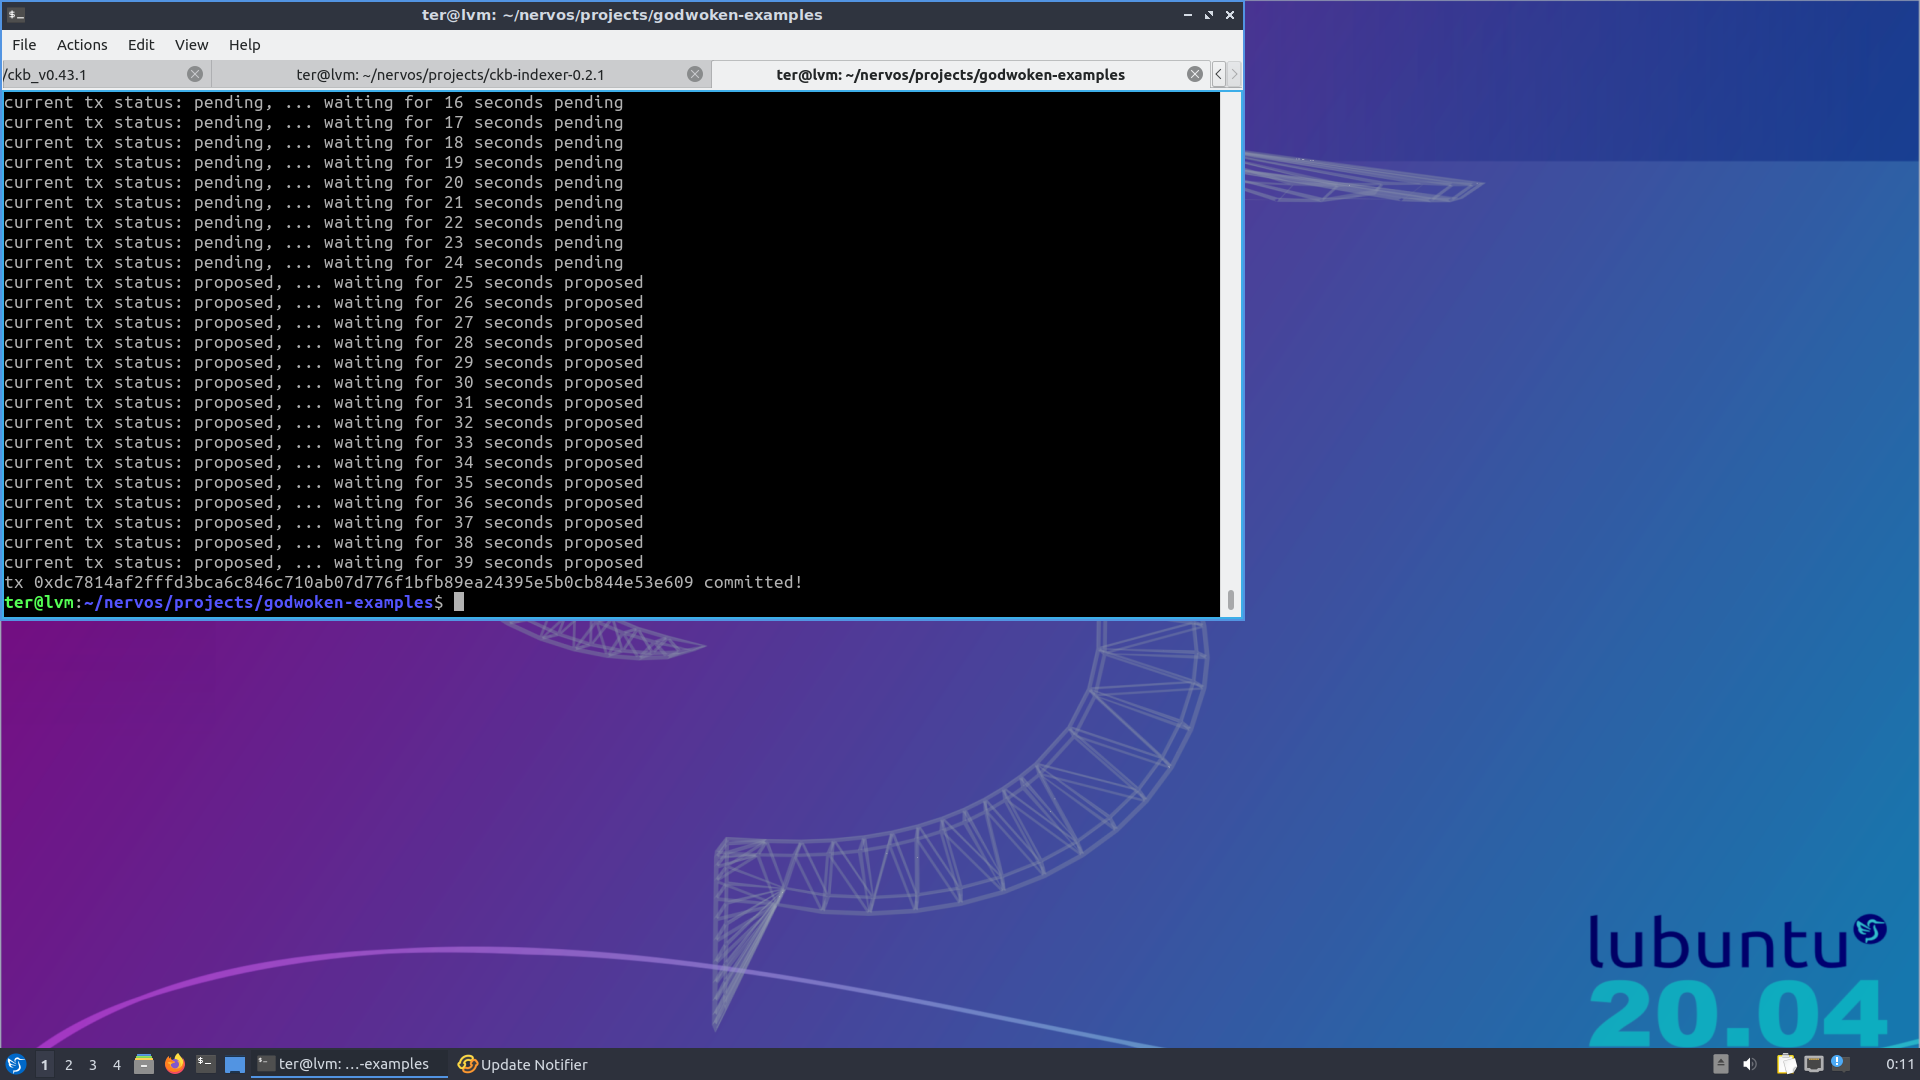 ter@lvm: ~/nervos/projects/godwoken-examples
File Actions Edit View Help
/ckb_v0.43.1 ter@lvm: ~/nervos/projects/ckb-indexer-0.2.1 ter@lvm: ~/nervos/projects/godwoken-examples
current tx status: pending, ... waiting for 16 seconds pending
current tx status: pending, ... waiting for 17 seconds pending
current tx status: pending, ... waiting for 18 seconds pending
current tx status: pending, ... waiting for 19 seconds pending
current tx status: pending, ... waiting for 20 seconds pending
current tx status: pending, ... waiting for 21 seconds pending
current tx status: pending, ... waiting for 22 seconds pending
current tx status: pending, ... waiting for 23 seconds pending
current tx status: pending, ... waiting for 24 seconds pending
current tx status: proposed, ... waiting for 25 seconds proposed
current tx status: proposed, ... waiting for 26 seconds proposed
current tx status: proposed, ... waiting for 27 seconds proposed
current tx status: proposed, ... waiting for 28 seconds proposed
current tx status: proposed, ... waiting for 29 seconds proposed
current tx status: proposed, ... waiting for 30 seconds proposed
current tx status: proposed, ... waiting for 31 seconds proposed
current tx status: proposed, ... waiting for 32 seconds proposed
current tx status: proposed, ... waiting for 33 seconds proposed
current tx status: proposed, ... waiting for 34 seconds proposed
current tx status: proposed, ... waiting for 35 seconds proposed
current tx status: proposed, ... waiting for 36 seconds proposed
current tx status: proposed, ... waiting for 37 seconds proposed
current tx status: proposed, ... waiting for 38 seconds proposed
current tx status: proposed, ... waiting for 39 seconds proposed
tx 0xdc7814af2fffd3bca6c846c710ab07d776f1bfb89ea24395e5b0cb844e53e609 committed!
ter@lvm:~/nervos/projects/godwoken-examples$
lubuntu
20.04
1 2 3 4 ter@lvm: ...-examples Update Notifier 0:11